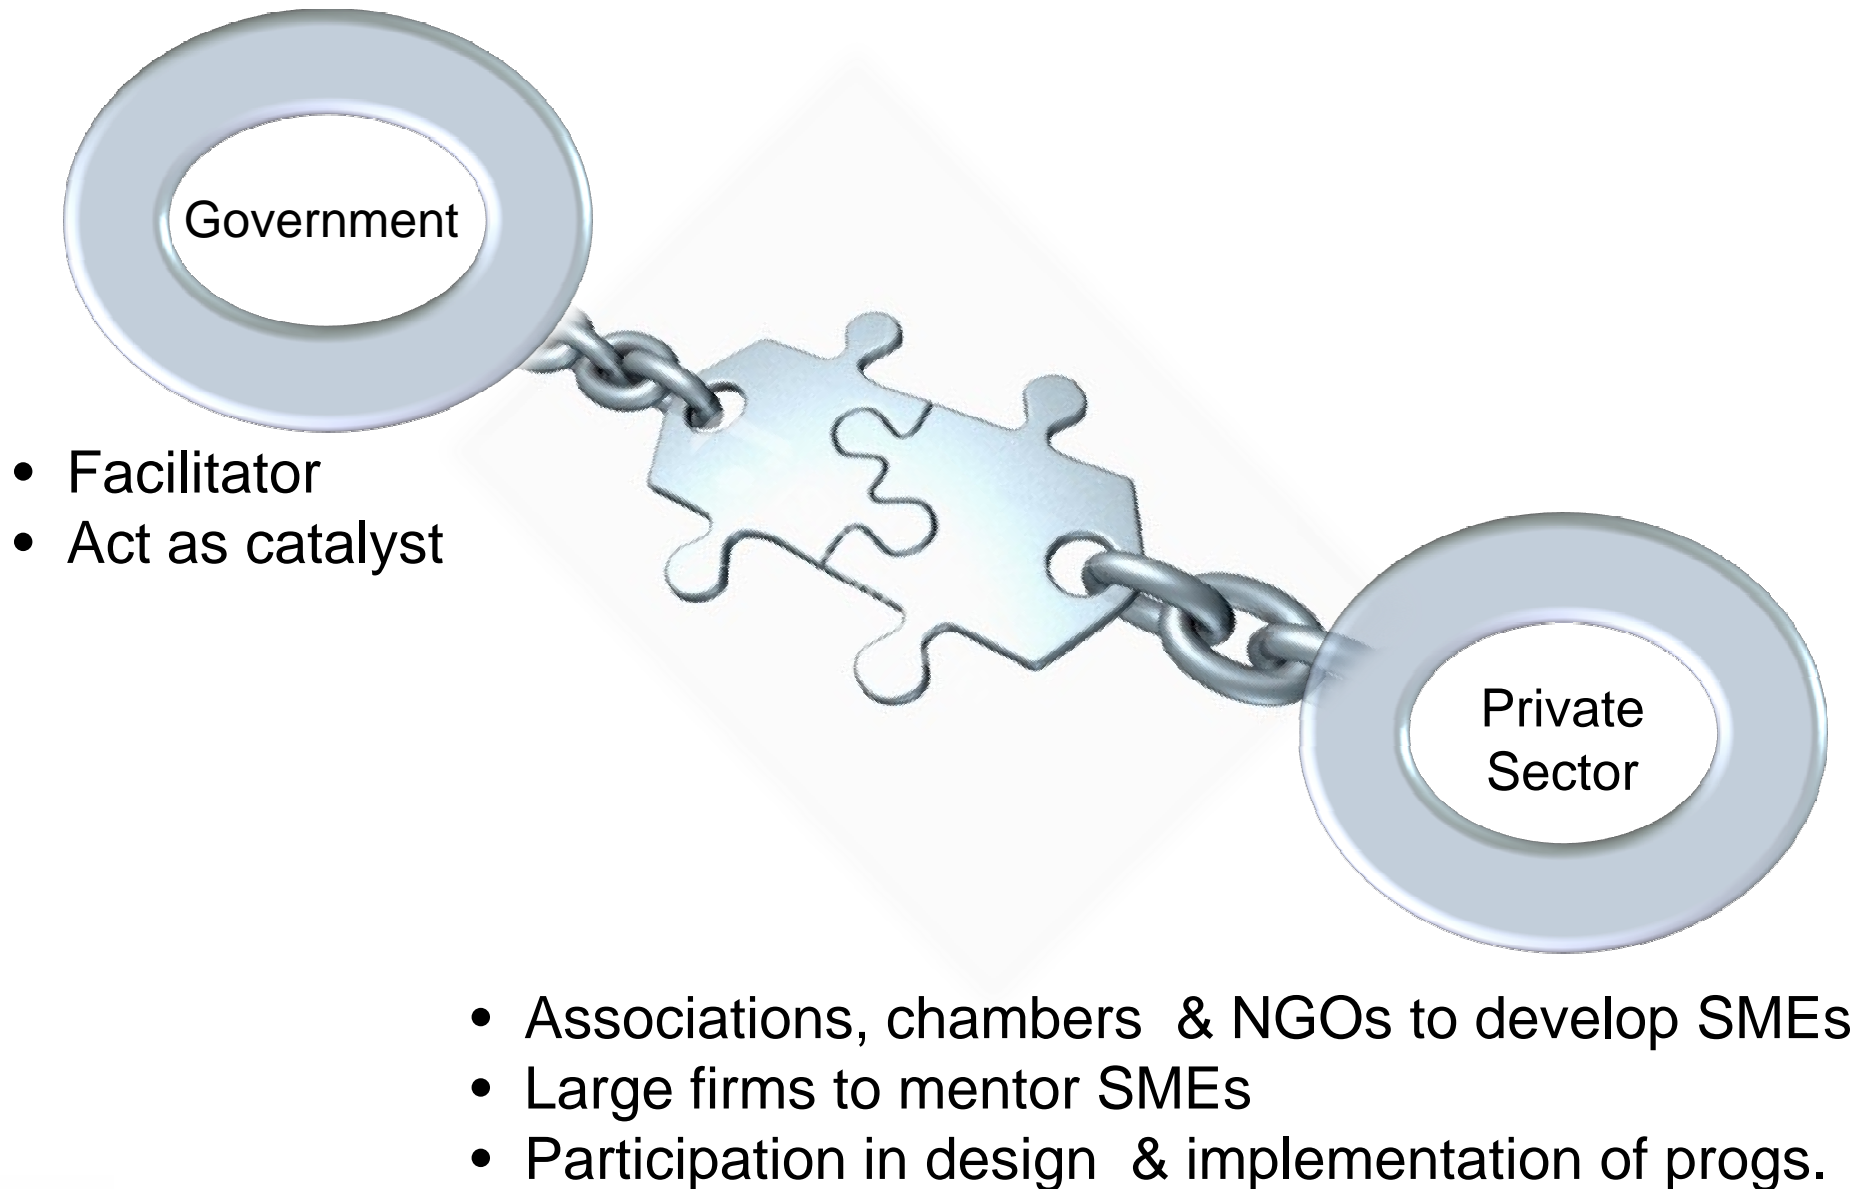 Government
• Facilitator
• Act as catalyst
Private
Sector
• Associations, chambers & NGOs to develop SMEs
• Large firms to mentor SMEs
• Participation in design & implementation of progs.